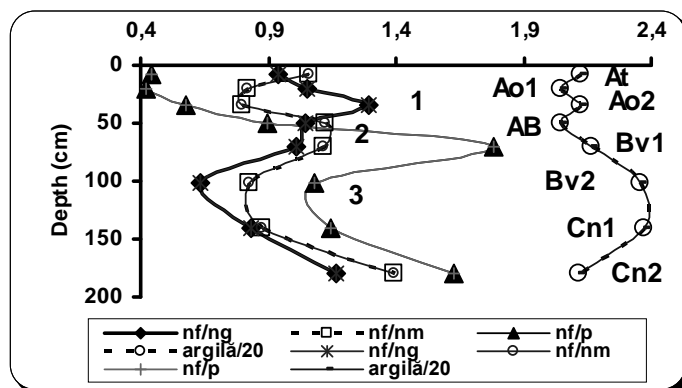 0,4 0,9 1,4 1,9 2,4
Depth (cm)
0
50
100
150
200
At
Ao1
Ao2
1
AB
2
Bv1
Bv2
3
Cn1
Cn2
nf/ng nf/nm nf/p
argilă/20 nf/ng nf/nm
nf/p argilă/20